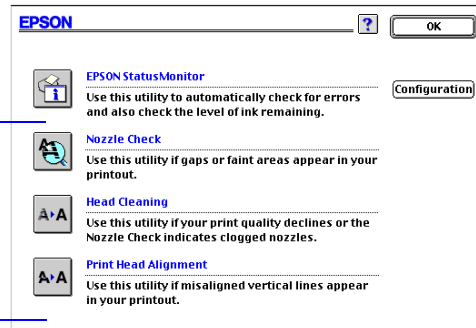 EPSON
?
OK
EPSON StatusMonitor
Use this utility to automatically check for errors
and also check the level of ink remaining.
Configuration
Nozzle Check
Use this utility if gaps or faint areas appear in your
printout.
Head Cleaning
A A
Use this utility if your print quality declines or the
Nozzle Check indicates clogged nozzles.
Print Head Alignment
A A
Use this utility if misaligned vertical lines appear
in your printout.